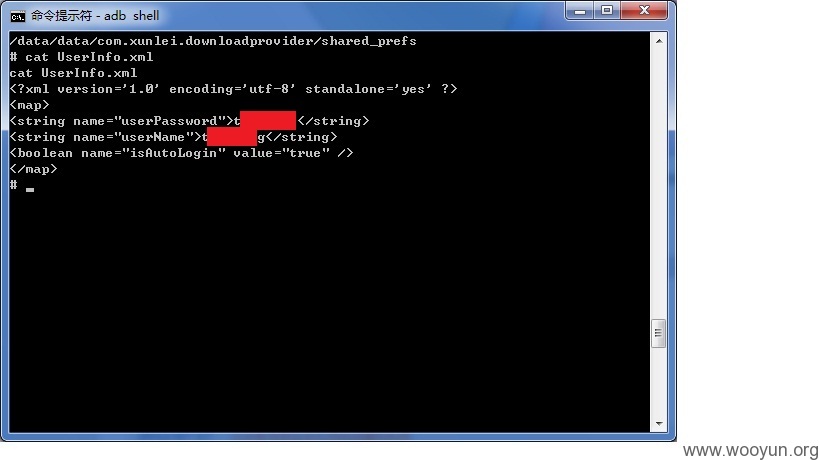 命令提示符 - adb shell
/data/data/com.xunlei.downloadprovider/shared_prefs
# cat UserInfo.xml
cat UserInfo.xml
<?xml version='1.0' encoding='utf-8' standalone='yes' ?>
<map>
<string name="userPassword">t</string>
<string name="userName">tg</string>
<boolean name="isAutoLogin" value="true" />
</map>
#
www.wooyun.org